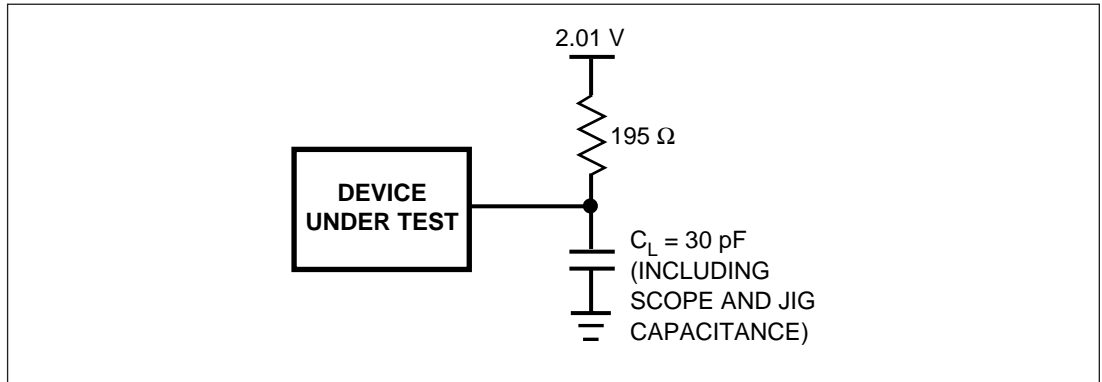 2.01 V
195 Ω
DEVICE
UNDER TEST
C_L = 30 pF
(INCLUDING
SCOPE AND JIG
CAPACITANCE)